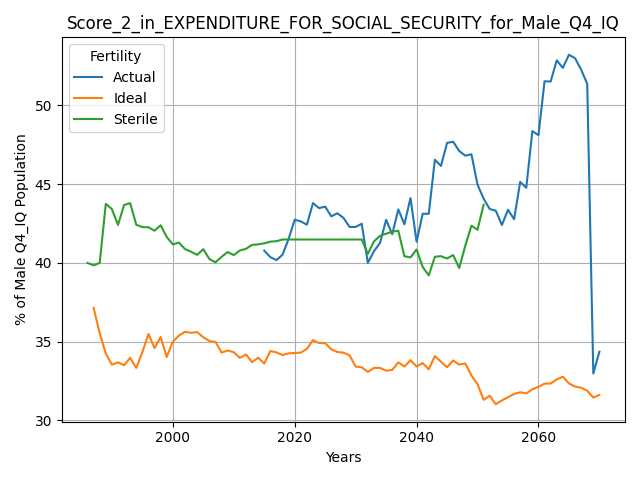 Score_2_in_EXPENDITURE_FOR_SOCIAL_SECURITY_for_Male_Q4_IQ
Fertility
Actual
Ideal
Sterile
% of Male Q4_IQ Population
50
45
40
35
30
2000
2020
2040
2060
Years